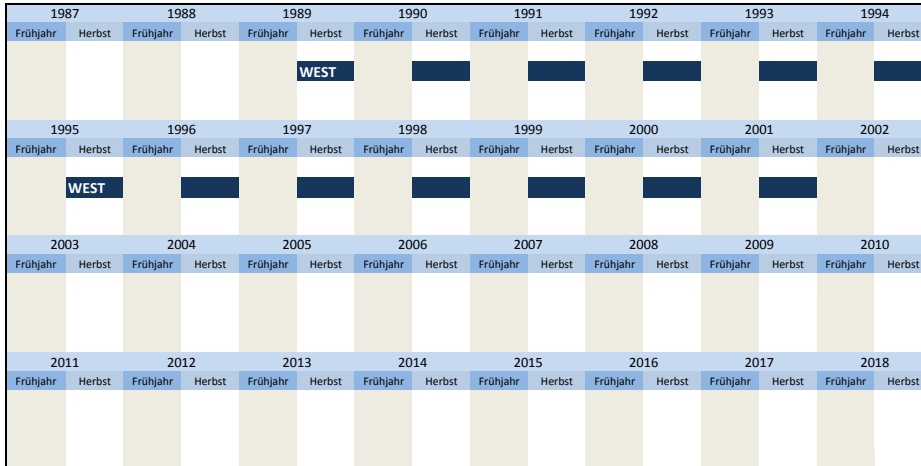 1987 1988 1989 1990 1991 1992 1993 1994
Frühjahr Herbst Frühjahr Herbst Frühjahr Herbst Frühjahr Herbst Frühjahr Herbst Frühjahr Herbst Frühjahr Herbst Frühjahr Herbst
WEST
1995 1996 1997 1998 1999 2000 2001 2002
Frühjahr Herbst Frühjahr Herbst Frühjahr Herbst Frühjahr Herbst Frühjahr Herbst Frühjahr Herbst Frühjahr Herbst Frühjahr Herbst
WEST
2003 2004 2005 2006 2007 2008 2009 2010
Frühjahr Herbst Frühjahr Herbst Frühjahr Herbst Frühjahr Herbst Frühjahr Herbst Frühjahr Herbst Frühjahr Herbst Frühjahr Herbst
2011 2012 2013 2014 2015 2016 2017 2018
Frühjahr Herbst Frühjahr Herbst Frühjahr Herbst Frühjahr Herbst Frühjahr Herbst Frühjahr Herbst Frühjahr Herbst Frühjahr Herbst